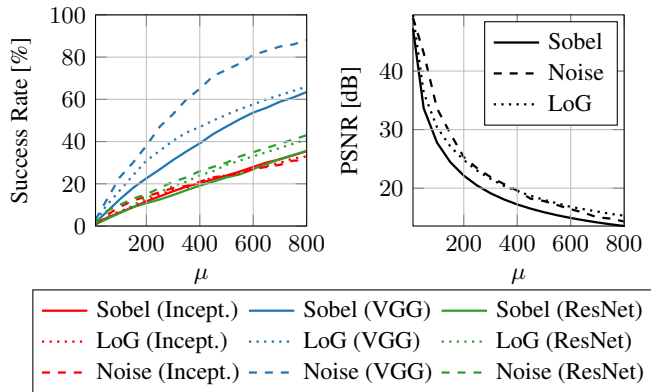 Success Rate [%]
100
80
60
40
20
0
200
400
600
800
μ
PSNR [dB]
40
30
20
200
400
600
800
μ
Sobel
Noise
LoG
Sobel (Incept.)
Sobel (VGG)
Sobel (ResNet)
LoG (Incept.)
LoG (VGG)
LoG (ResNet)
Noise (Incept.)
Noise (VGG)
Noise (ResNet)